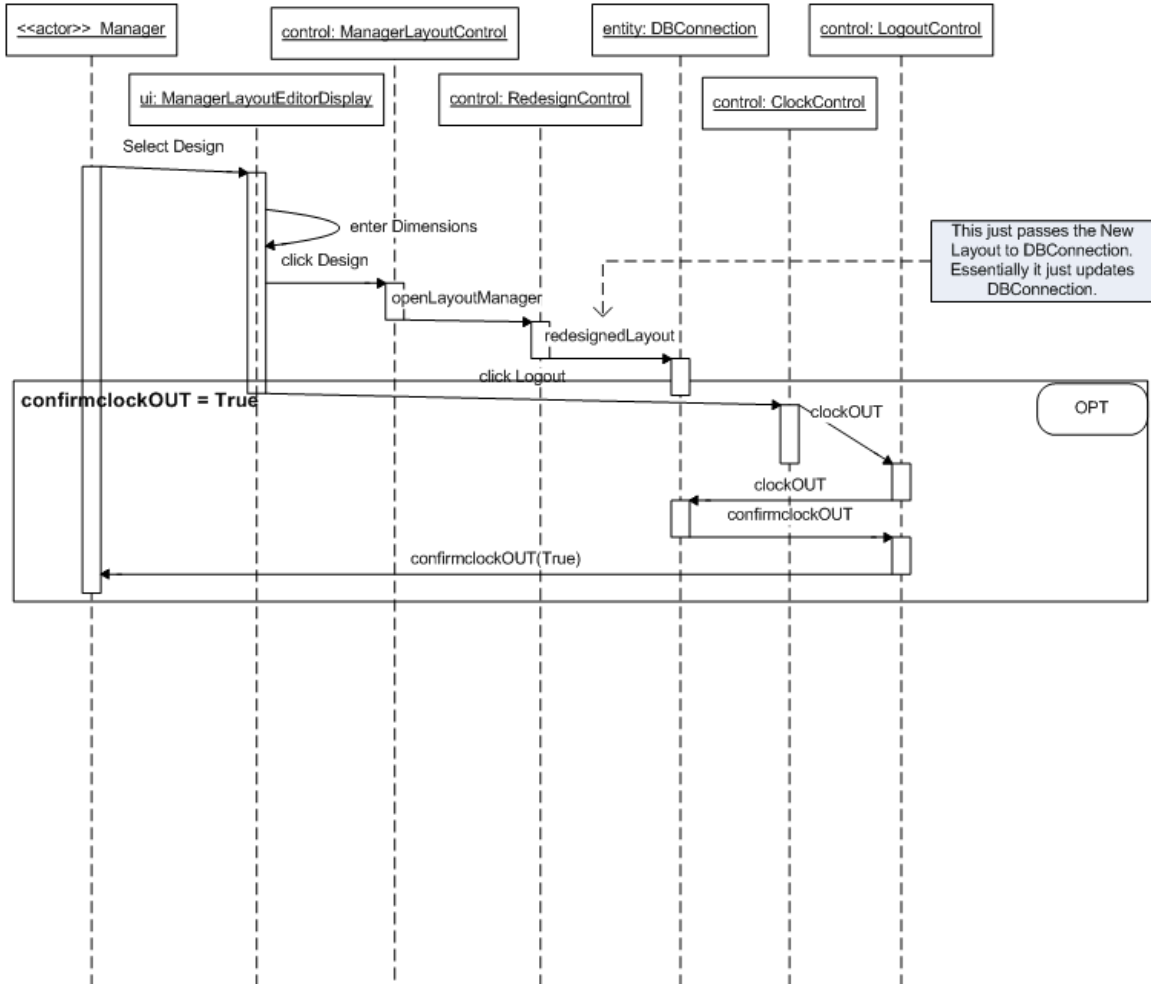 <<actor>> Manager
control: ManagerLayoutControl
entity: DBConnection
control: LogoutControl
ui: ManagerLayoutEditorDisplay
control: RedesignControl
control: ClockControl
Select Design
enter Dimensions
click Design
openLayoutManager
redesignedLayout
This just passes the New
Layout to DBConnection.
Essentially it just updates
DBConnection.
click Logout
confirmclockOUT = True
OPT
clockOUT
clockOUT
confirmclockOUT
confirmclockOUT(True)